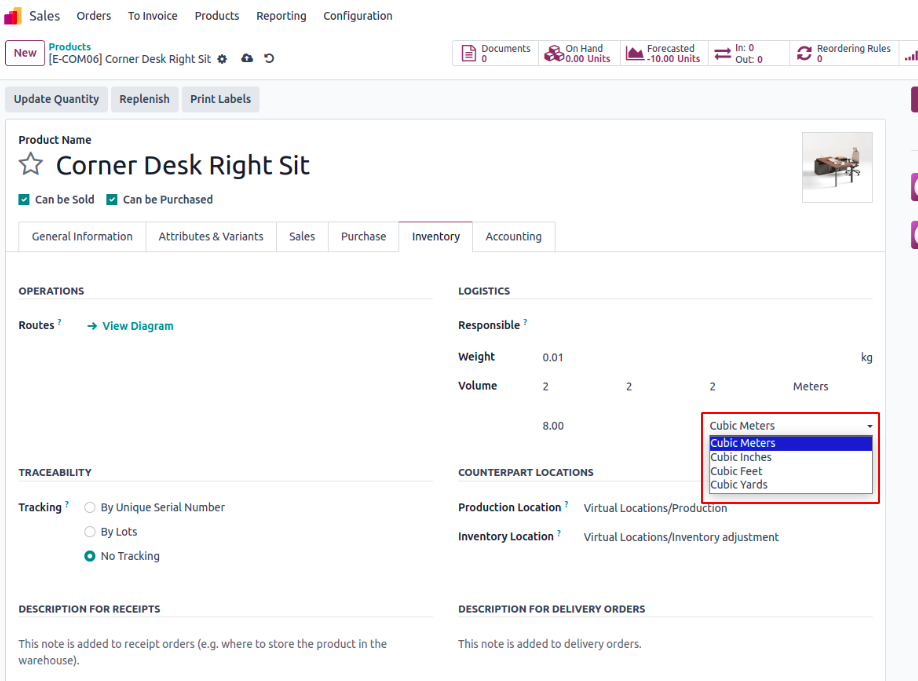 Sales Orders To Invoice Products Reporting Configuration
New
Products
[E-COM06] Corner Desk Right Sit
Documents
0
On Hand
0.00 Units
Forecasted
-10.00 Units
In: 0
Out: 0
Reordering Rules
0
Update Quantity Replenish Print Labels
Product Name
Corner Desk Right Sit
Can be Sold Can be Purchased
General Information Attributes & Variants Sales Purchase Inventory Accounting
OPERATIONS
Routes ? View Diagram
LOGISTICS
Responsible ?
Weight 0.01 kg
Volume 2 2 2 Meters
8.00 Cubic Meters
Cubic Meters
Cubic Inches
Cubic Feet
Cubic Yards
TRACEABILITY
Tracking ? By Unique Serial Number
By Lots
No Tracking
COUNTERPART LOCATIONS
Production Location ? Virtual Locations/Production
Inventory Location ? Virtual Locations/Inventory adjustment
DESCRIPTION FOR RECEIPTS
This note is added to receipt orders (e.g. where to store the product in the
warehouse).
DESCRIPTION FOR DELIVERY ORDERS
This note is added to delivery orders.